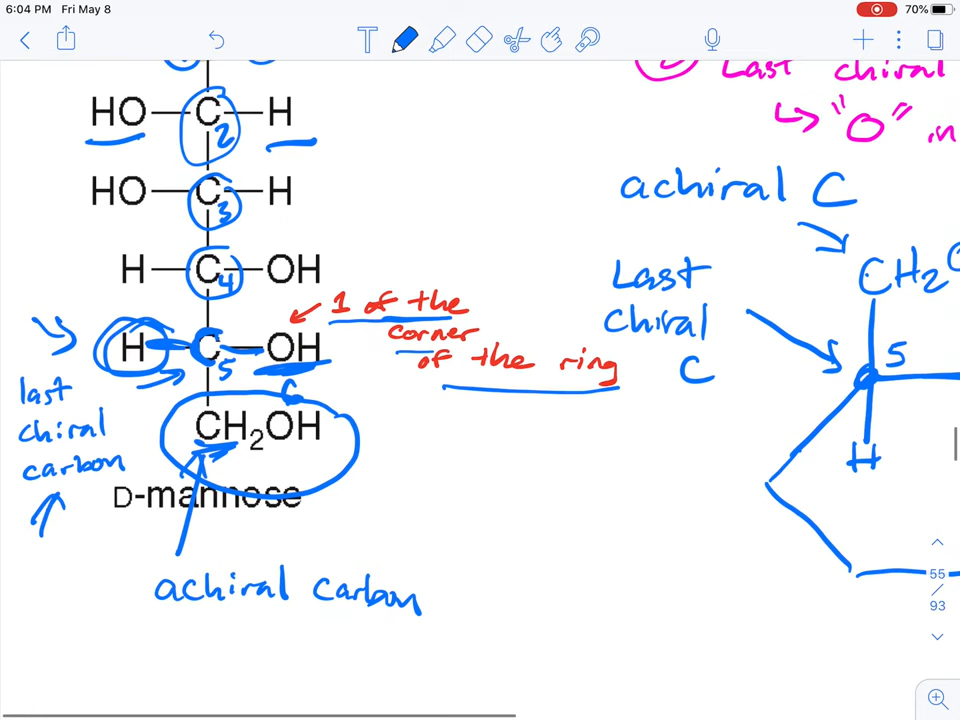 6:04 PM Fri May 8
70%
HO—C—H
2
HO—C—H
3
H—C—OH
4
H—C—OH
5
6
CH2OH
D-mannose
last
chiral
carbon
achiral carbon
1 of the
corner
of the ring
Last chiral
"O" in
achiral C
Last
chiral
C
CH2
5
H
55
93